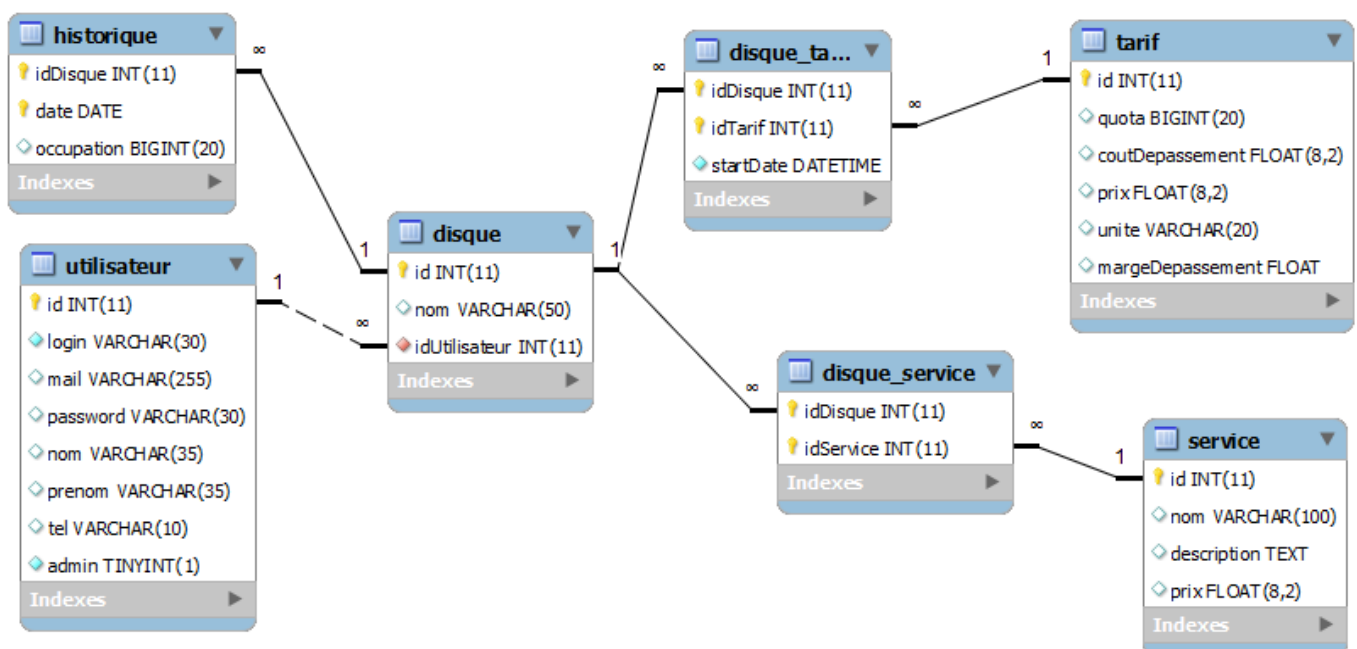 historique
idDisque INT(11)
date DATE
occupation BIGINT(20)
Indexes
∞
1
utilisateur
id INT(11)
login VARCHAR(30)
mail VARCHAR(255)
password VARCHAR(30)
nom VARCHAR(35)
prenom VARCHAR(35)
tel VARCHAR(10)
admin TINYINT(1)
Indexes
1
∞
disque
id INT(11)
nom VARCHAR(50)
idUtilisateur INT(11)
Indexes
1
∞
disque_ta...
idDisque INT(11)
idTarif INT(11)
startDate DATETIME
Indexes
∞
1
tarif
id INT(11)
quota BIGINT(20)
coutDepassement FLOAT(8,2)
prix FLOAT(8,2)
unite VARCHAR(20)
margeDepassement FLOAT
Indexes
∞
disque_service
idDisque INT(11)
idService INT(11)
Indexes
∞
1
service
id INT(11)
nom VARCHAR(100)
description TEXT
prix FLOAT(8,2)
Indexes